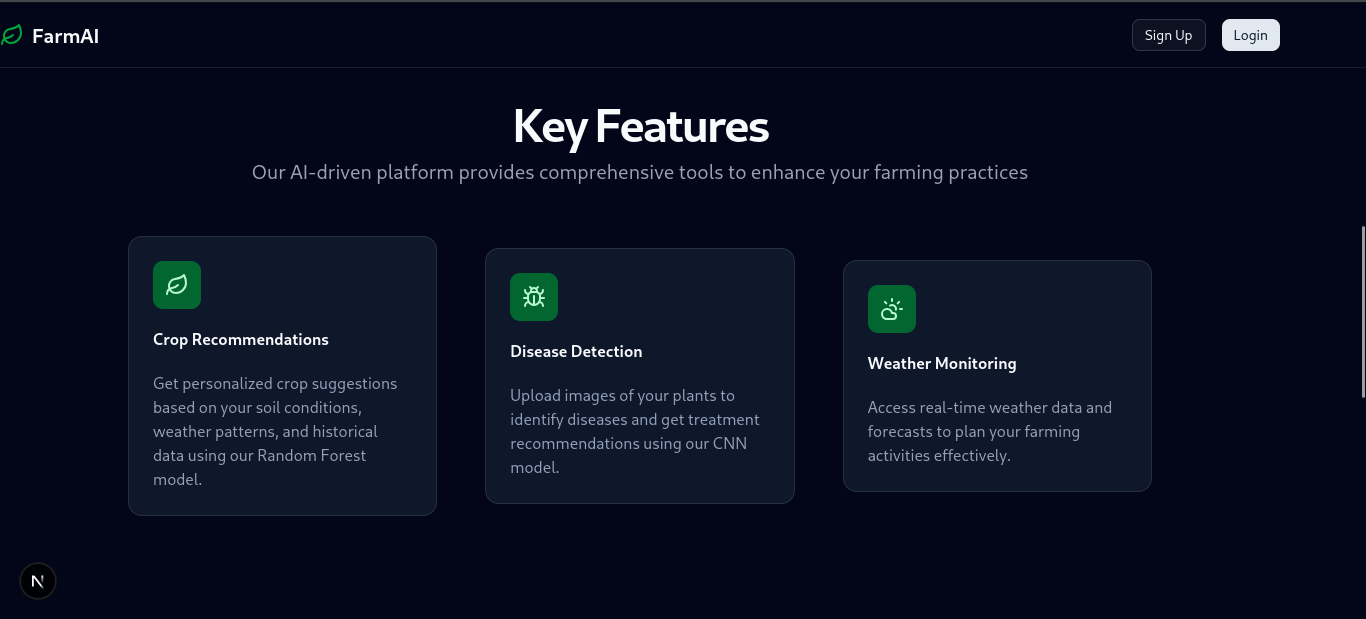 FarmAI
Sign Up
Login
Key Features
Our AI-driven platform provides comprehensive tools to enhance your farming practices
Crop Recommendations
Get personalized crop suggestions
based on your soil conditions,
weather patterns, and historical
data using our Random Forest
model.
Disease Detection
Upload images of your plants to
identify diseases and get treatment
recommendations using our CNN
model.
Weather Monitoring
Access real-time weather data and
forecasts to plan your farming
activities effectively.
N